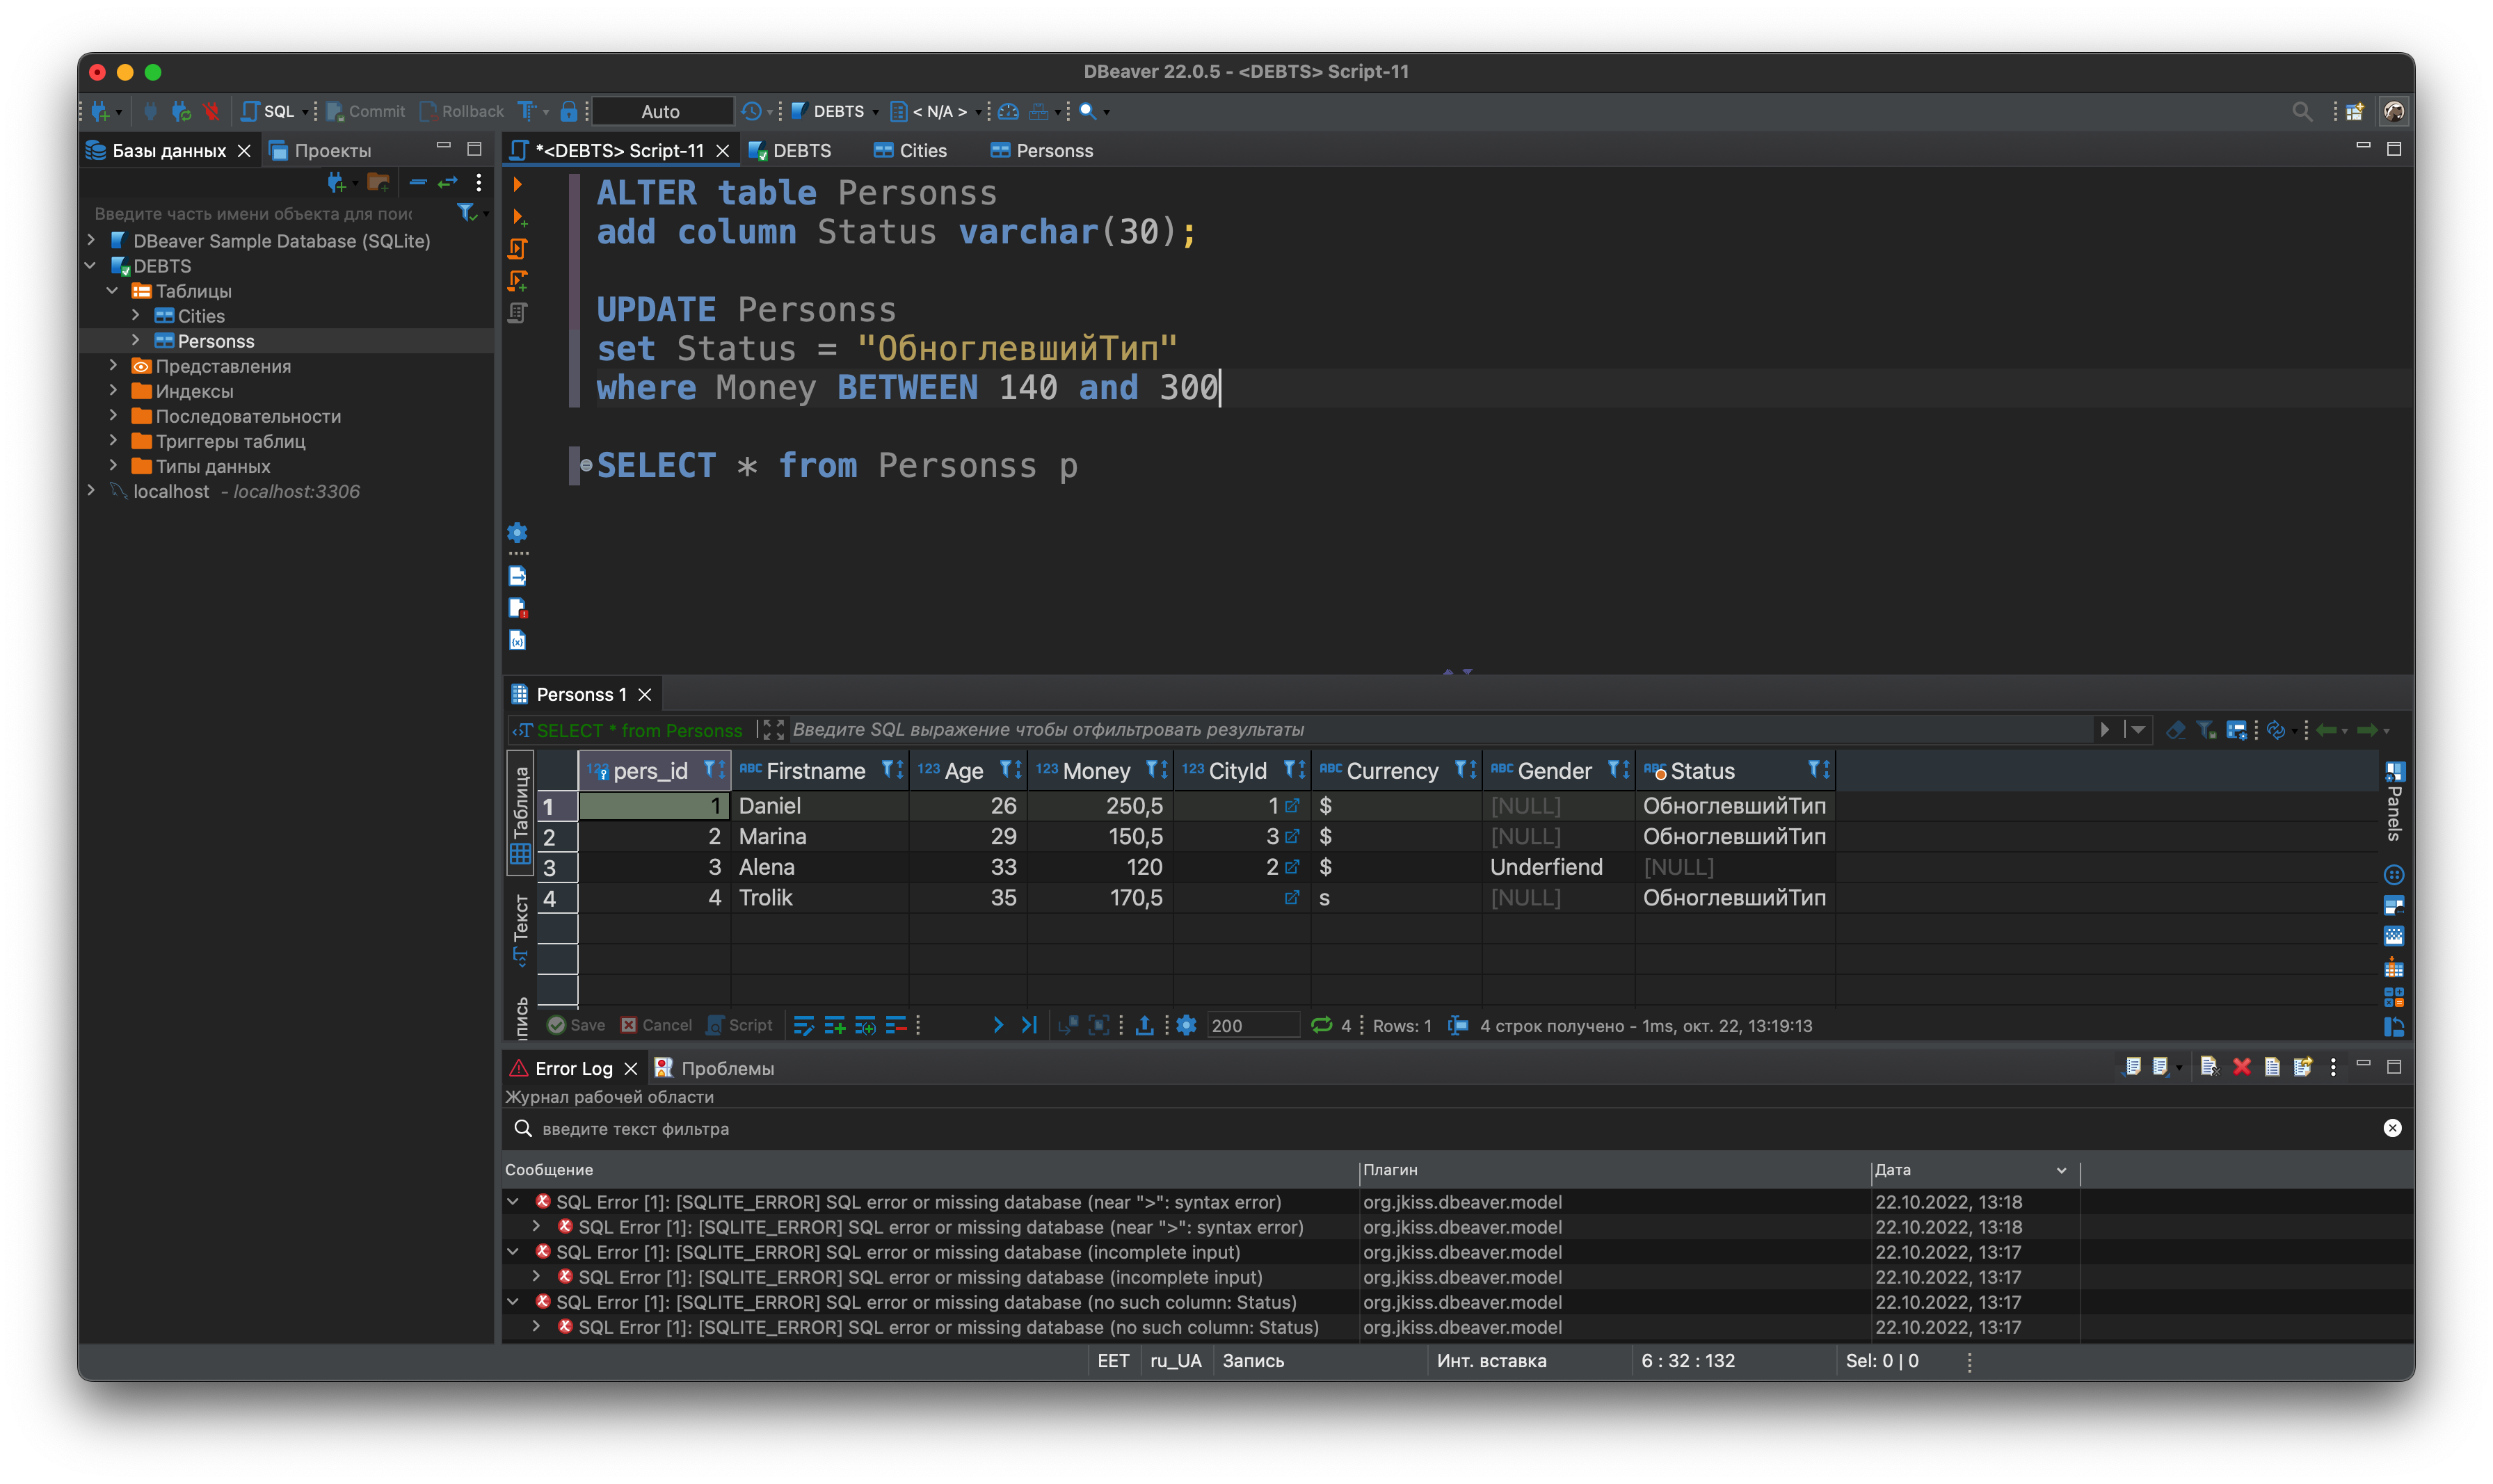 DBeaver 22.0.5 - <DEBTS> Script-11
SQL Commit Rollback Auto DEBTS < N/A >
Базы данных Проекты
Введите часть имени объекта для поис
DBeaver Sample Database (SQLite)
DEBTS
Таблицы
Cities
Personss
Представления
Индексы
Последовательности
Триггеры таблиц
Типы данных
localhost - localhost:3306
*<DEBTS> Script-11 DEBTS Cities Personss
ALTER table Personss
add column Status varchar(30);
UPDATE Personss
set Status = "ОбноглевшийТип"
where Money BETWEEN 140 and 300
SELECT * from Personss p
Personss 1
SELECT * from Personss Введите SQL выражение чтобы отфильтровать результаты
Таблица
Текст
Panels
123 pers_id ABC Firstname 123 Age 123 Money 123 CityId ABC Currency ABC Gender ABC Status
1 1 Daniel 26 250,5 1 $ [NULL] ОбноглевшийТип
2 2 Marina 29 150,5 3 $ [NULL] ОбноглевшийТип
3 3 Alena 33 120 2 $ Underfiend [NULL]
4 4 Trolik 35 170,5 s [NULL] ОбноглевшийТип
Save Cancel Script 200 4 Rows: 1 4 строк получено - 1ms, окт. 22, 13:19:13
Error Log Проблемы
Журнал рабочей области
введите текст фильтра
Сообщение Плагин Дата
SQL Error [1]: [SQLITE_ERROR] SQL error or missing database (near ">": syntax error) org.jkiss.dbeaver.model 22.10.2022, 13:18
SQL Error [1]: [SQLITE_ERROR] SQL error or missing database (near ">": syntax error) org.jkiss.dbeaver.model 22.10.2022, 13:18
SQL Error [1]: [SQLITE_ERROR] SQL error or missing database (incomplete input) org.jkiss.dbeaver.model 22.10.2022, 13:17
SQL Error [1]: [SQLITE_ERROR] SQL error or missing database (incomplete input) org.jkiss.dbeaver.model 22.10.2022, 13:17
SQL Error [1]: [SQLITE_ERROR] SQL error or missing database (no such column: Status) org.jkiss.dbeaver.model 22.10.2022, 13:17
SQL Error [1]: [SQLITE_ERROR] SQL error or missing database (no such column: Status) org.jkiss.dbeaver.model 22.10.2022, 13:17
EET ru_UA Запись Инт. вставка 6 : 32 : 132 Sel: 0 | 0